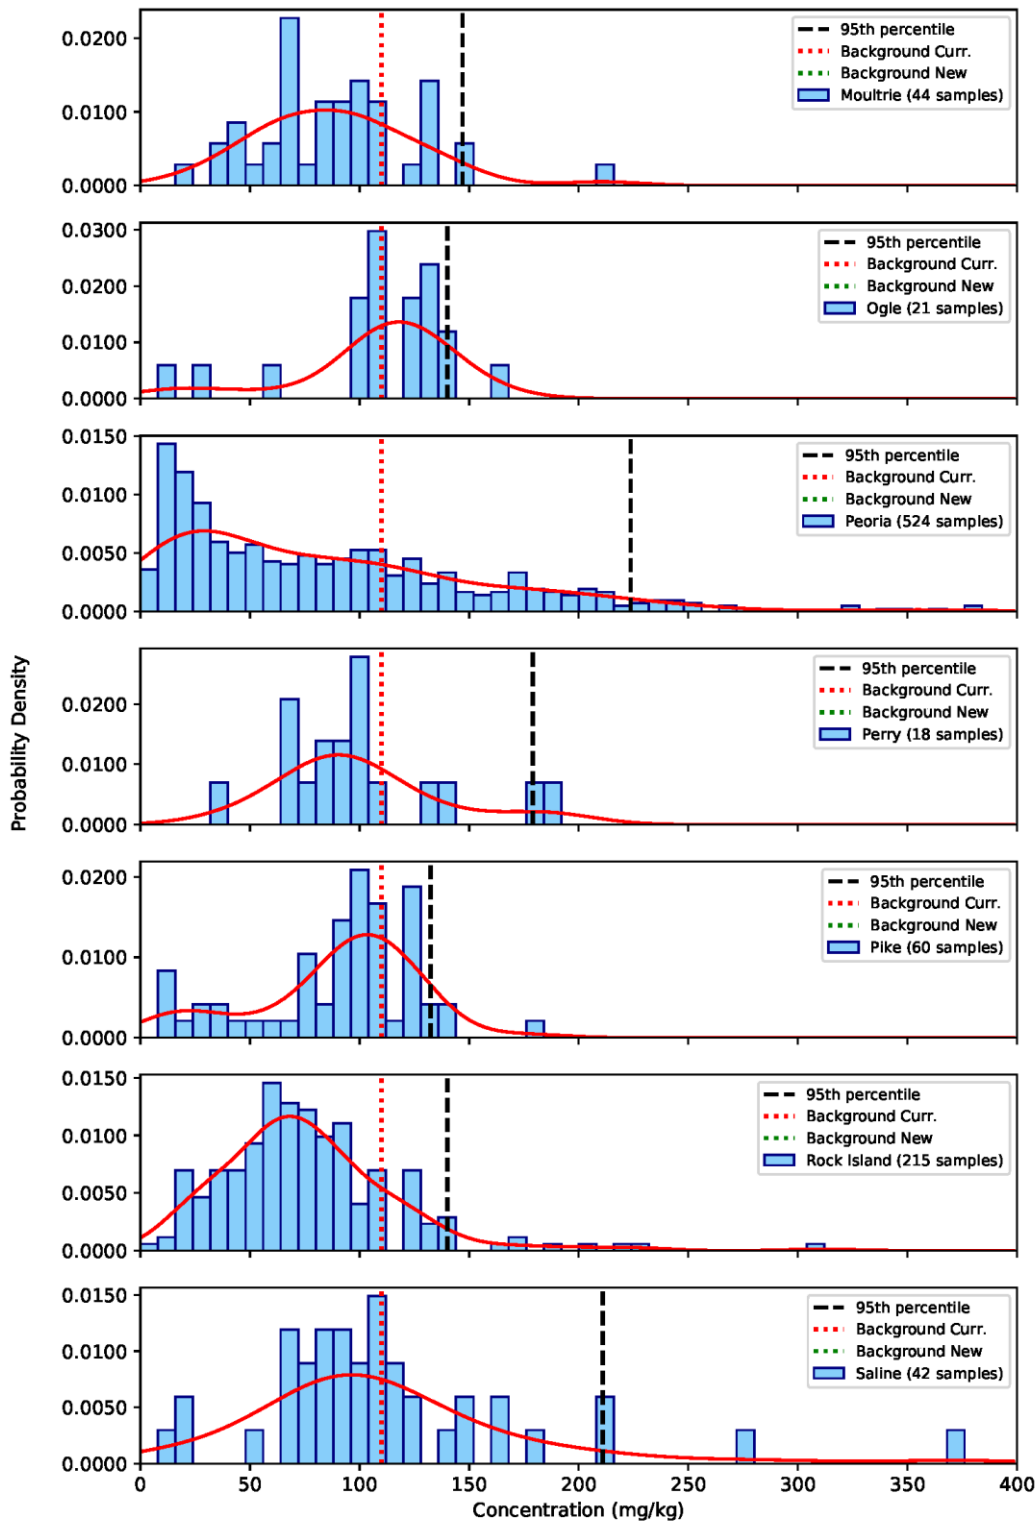 0.0200
0.0100
0.0000
95th percentile
Background Curr.
Background New
Moultrie (44 samples)
0.0300
0.0200
0.0100
0.0000
95th percentile
Background Curr.
Background New
Ogle (21 samples)
0.0150
0.0100
0.0050
0.0000
95th percentile
Background Curr.
Background New
Peoria (524 samples)
Probability Density
0.0200
0.0100
0.0000
95th percentile
Background Curr.
Background New
Perry (18 samples)
0.0200
0.0100
0.0000
95th percentile
Background Curr.
Background New
Pike (60 samples)
0.0150
0.0100
0.0050
0.0000
95th percentile
Background Curr.
Background New
Rock Island (215 samples)
0.0150
0.0100
0.0050
0.0000
95th percentile
Background Curr.
Background New
Saline (42 samples)
0 50 100 150 200 250 300 350 400
Concentration (mg/kg)